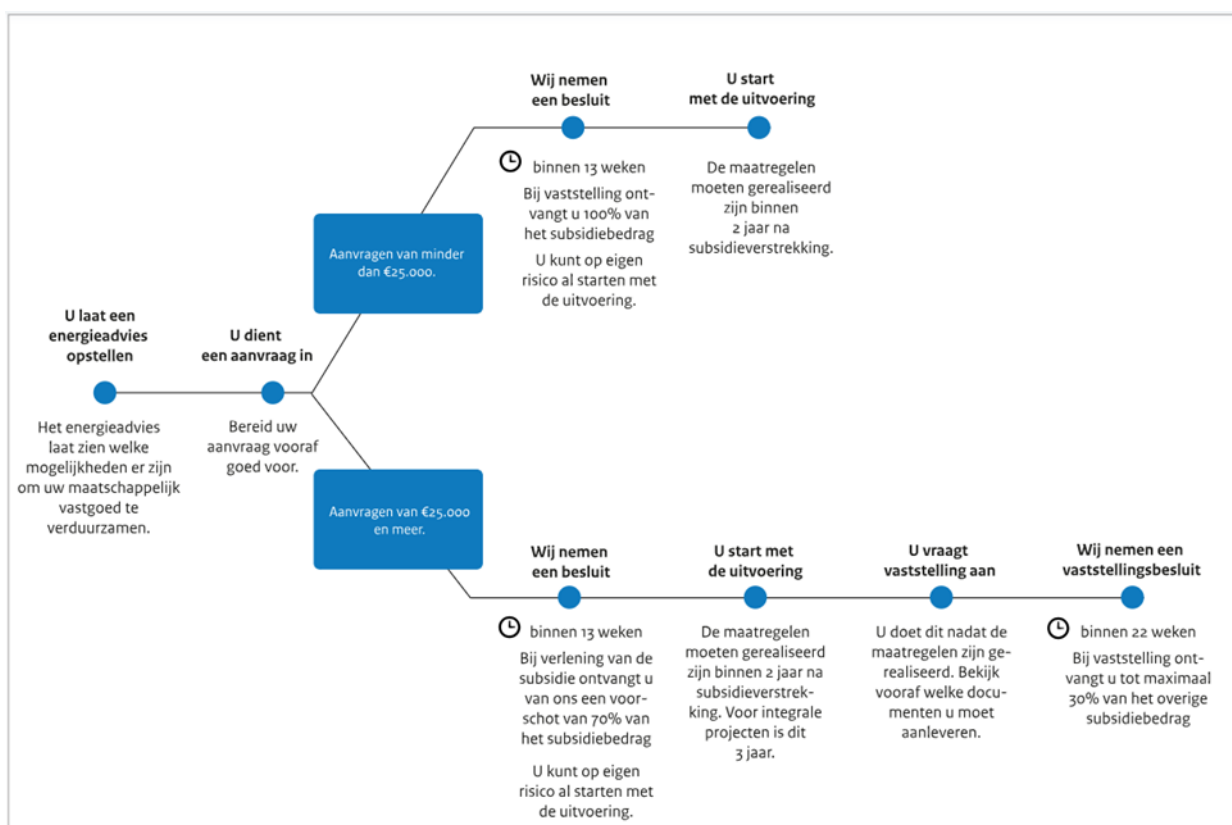 U laat een
energieadvies
opstellen
Het energieadvies
laat zien welke
mogelijkheden er zijn
om uw maatschappelijk
vastgoed te
verduurzamen.
U dient
een aanvraag in
Bereid uw
aanvraag vooraf
goed voor.
Aanvragen van minder
dan €25.000.
Wij nemen
een besluit
binnen 13 weken
Bij vaststelling ont-
vangt u 100% van
het subsidiebedrag
U kunt op eigen
risico al starten met
de uitvoering.
U start
met de uitvoering
De maatregelen
moeten gerealiseerd
zijn binnen
2 jaar na
subsidieverstrekking.
Aanvragen van €25.000
en meer.
Wij nemen
een besluit
binnen 13 weken
Bij verlening van de
subsidie ontvangt u
van ons een voor-
schot van 70% van
het subsidiebedrag
U kunt op eigen
risico al starten met
de uitvoering.
U start met
de uitvoering
De maatregelen
moeten gerealiseerd
zijn binnen 2 jaar na
subsidieverstrek-
king. Voor integrale
projecten is dit
3 jaar.
U vraagt
vaststelling aan
U doet dit nadat de
maatregelen zijn ge-
realiseerd. Bekijk
vooraf welke docu-
menten u moet
aanleveren.
Wij nemen een
vaststellingsbesluit
binnen 22 weken
Bij vaststelling ont-
vangt u tot maximaal
30% van het overige
subsidiebedrag